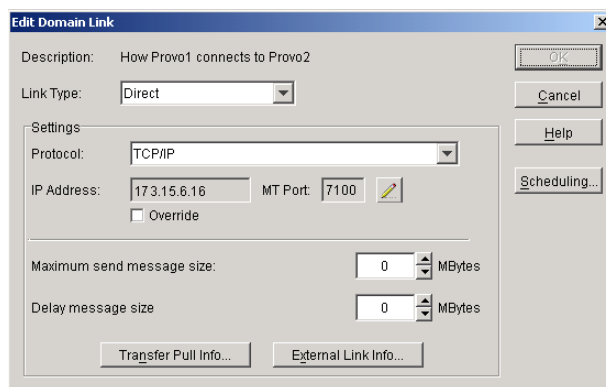 Edit Domain Link
Description: How Provo1 connects to Provo2
OK
Link Type: Direct
Cancel
Settings
Help
Protocol: TCP/IP
IP Address: 173.15.6.16 MT Port: 7100
Scheduling...
Override
Maximum send message size: 0 MBytes
Delay message size 0 MBytes
Transfer Pull Info... External Link Info...